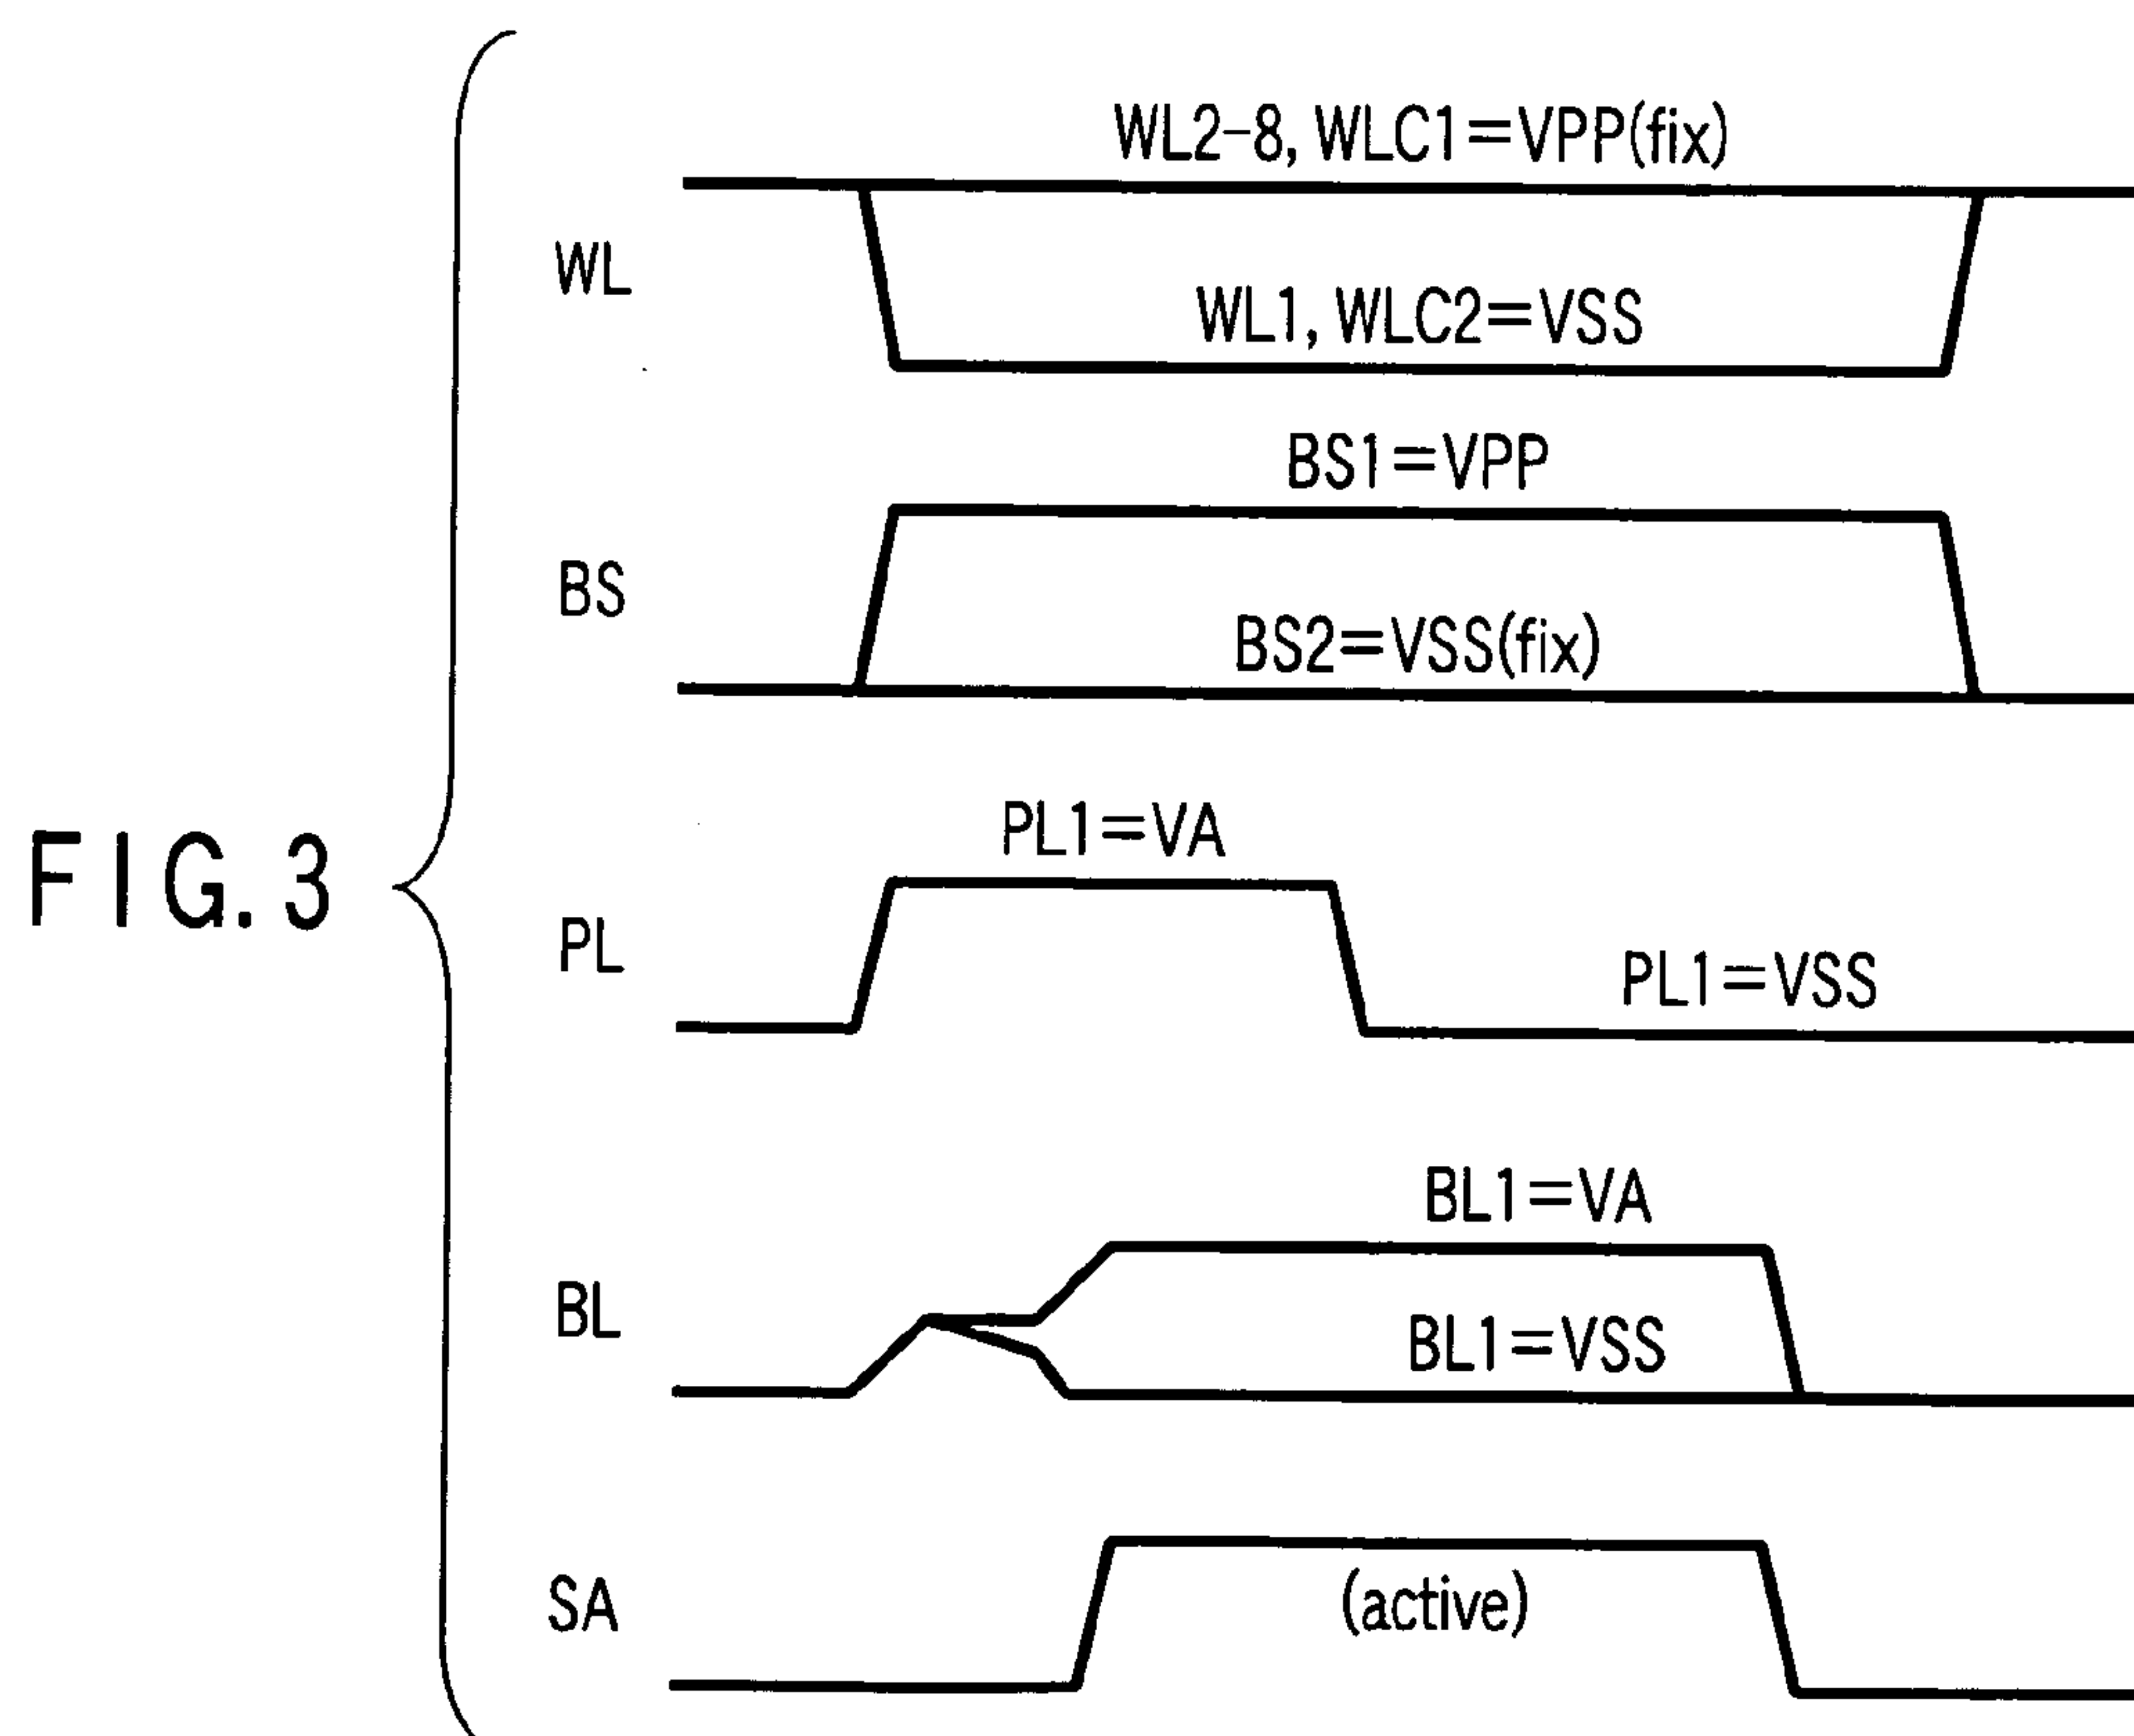 WL2-8, WLC1=VPP(fix)
WL
WL1, WLC2=VSS
BS1=VPP
BS
BS2=VSS(fix)
PL1=VA
FIG. 3
PL
PL1=VSS
BL1=VA
BL
BL1=VSS
SA
(active)